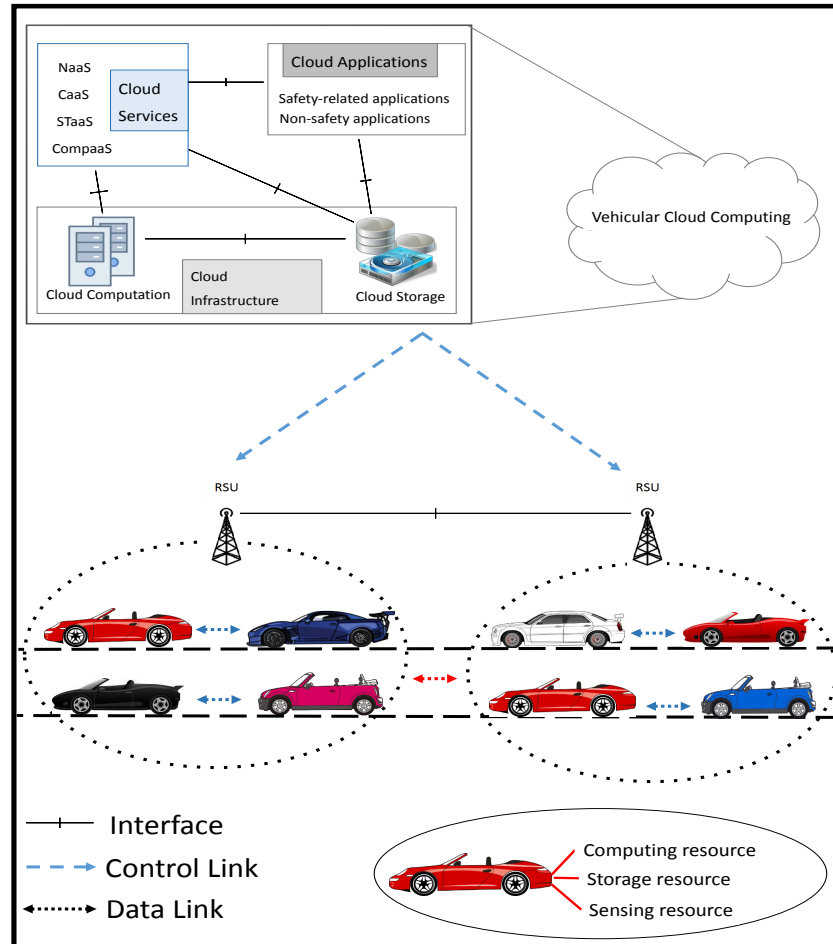 NaaS
CaaS
STaaS
CompaaS
Cloud
Services
Cloud Applications
Safety-related applications
Non-safety applications
Vehicular Cloud Computing
Cloud Computation
Cloud
Infrastructure
Cloud Storage
RSU
RSU
Interface
Control Link
Data Link
Computing resource
Storage resource
Sensing resource